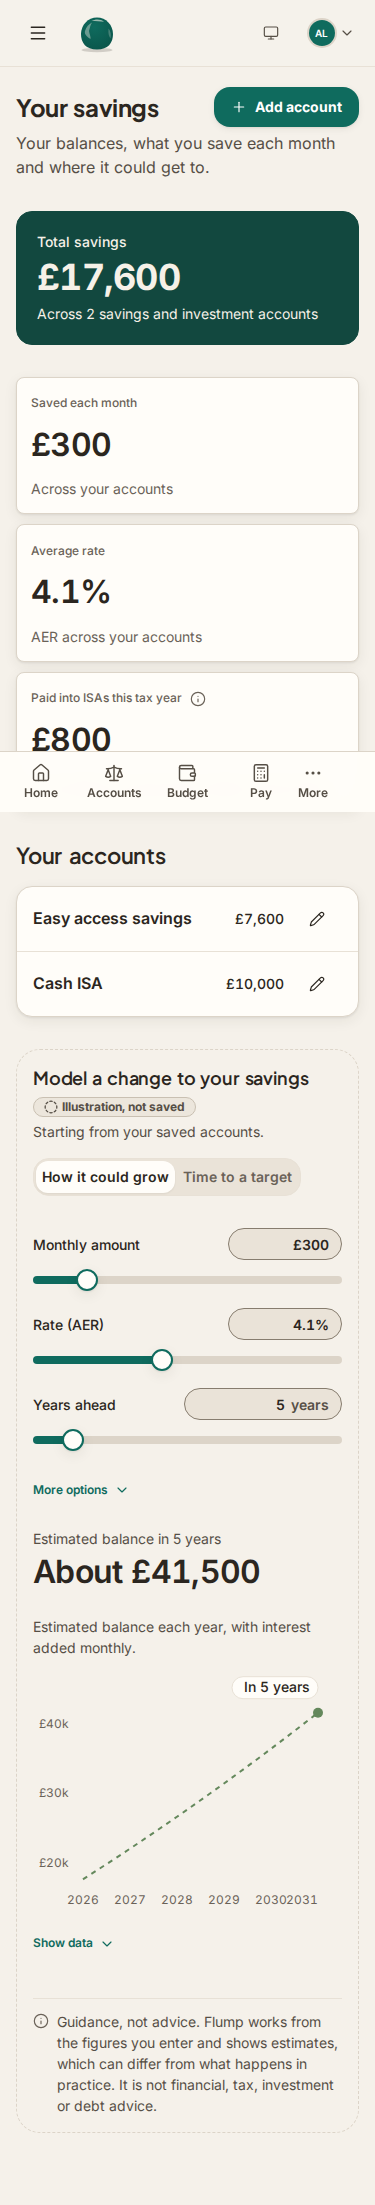 AL
Your savings
+ Add account
Your balances, what you save each month
and where it could get to.
Total savings
£17,600
Across 2 savings and investment accounts
Saved each month
£300
Across your accounts
Average rate
4.1%
AER across your accounts
Paid into ISAs this tax year
£800
Home Accounts Budget Pay More
Your accounts
Easy access savings £7,600
Cash ISA £10,000
Model a change to your savings
Illustration, not saved
Starting from your saved accounts.
How it could grow Time to a target
Monthly amount £300
Rate (AER) 4.1%
Years ahead 5 years
More options
Estimated balance in 5 years
About £41,500
Estimated balance each year, with interest
added monthly.
In 5 years
£40k
£30k
£20k
2026 2027 2028 2029 2030 2031
Show data
Guidance, not advice. Flump works from
the figures you enter and shows estimates,
which can differ from what happens in
practice. It is not financial, tax, investment
or debt advice.